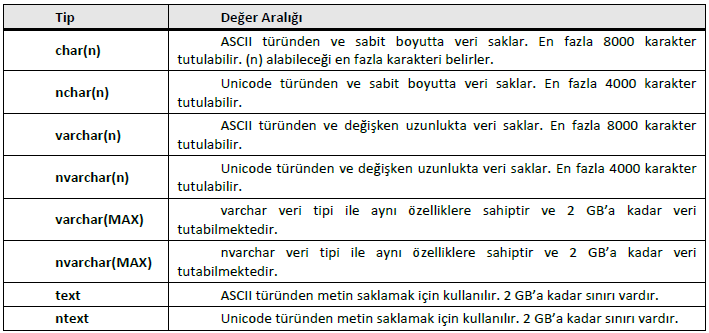 Tip Değer Aralığı
char(n) ASCII türünden ve sabit boyutta veri saklar. En fazla 8000 karakter
tutulabilir. (n) alabileceği en fazla karakteri belirler.
nchar(n) Unicode türünden ve sabit boyutta veri saklar. En fazla 4000 karakter
tutulabilir.
varchar(n) ASCII türünden ve değişken uzunlukta veri saklar. En fazla 8000 karakter
tutulabilir.
nvarchar(n) Unicode türünden ve değişken uzunlukta veri saklar. En fazla 4000 karakter
tutulabilir.
varchar(MAX) varchar veri tipi ile aynı özelliklere sahiptir ve 2 GB’a kadar veri
tutabilmektedir.
nvarchar(MAX) nvarchar veri tipi ile aynı özelliklere sahiptir ve 2 GB’a kadar veri
tutabilmektedir.
text ASCII türünden metin saklamak için kullanılır. 2 GB’a kadar sınırı vardır.
ntext Unicode türünden metin saklamak için kullanılır. 2 GB’a kadar sınırı vardır.